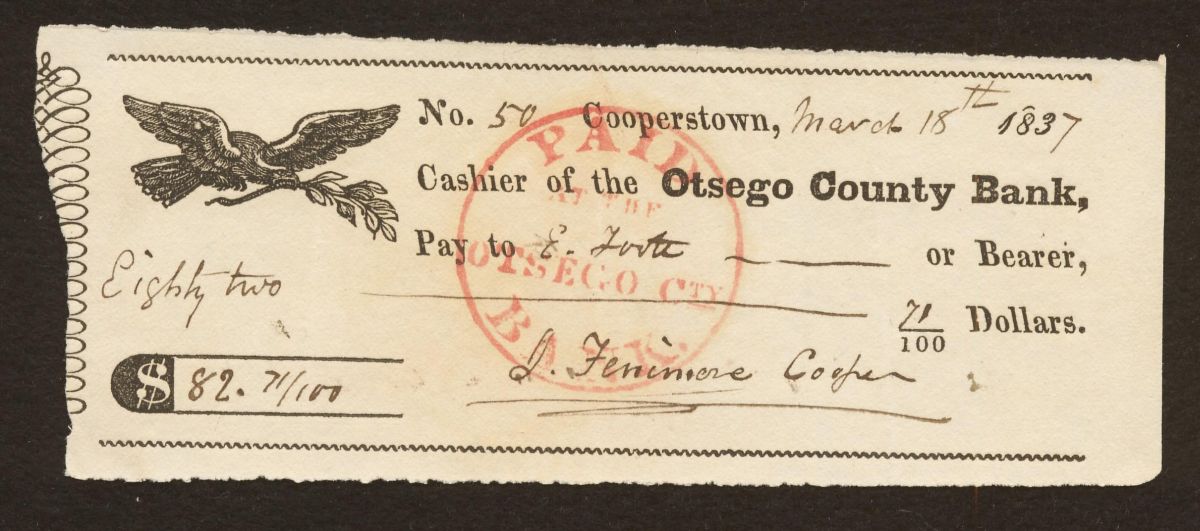 No. 50 Cooperstown, March 18th 1837
Cashier of the Otsego County Bank,
Pay to E. Foote or Bearer,
Eighty two 71/100 Dollars.
$ 82. 71/100
J. Fenimore Cooper
PAID
AT THE
OTSEGO CTY
BANK